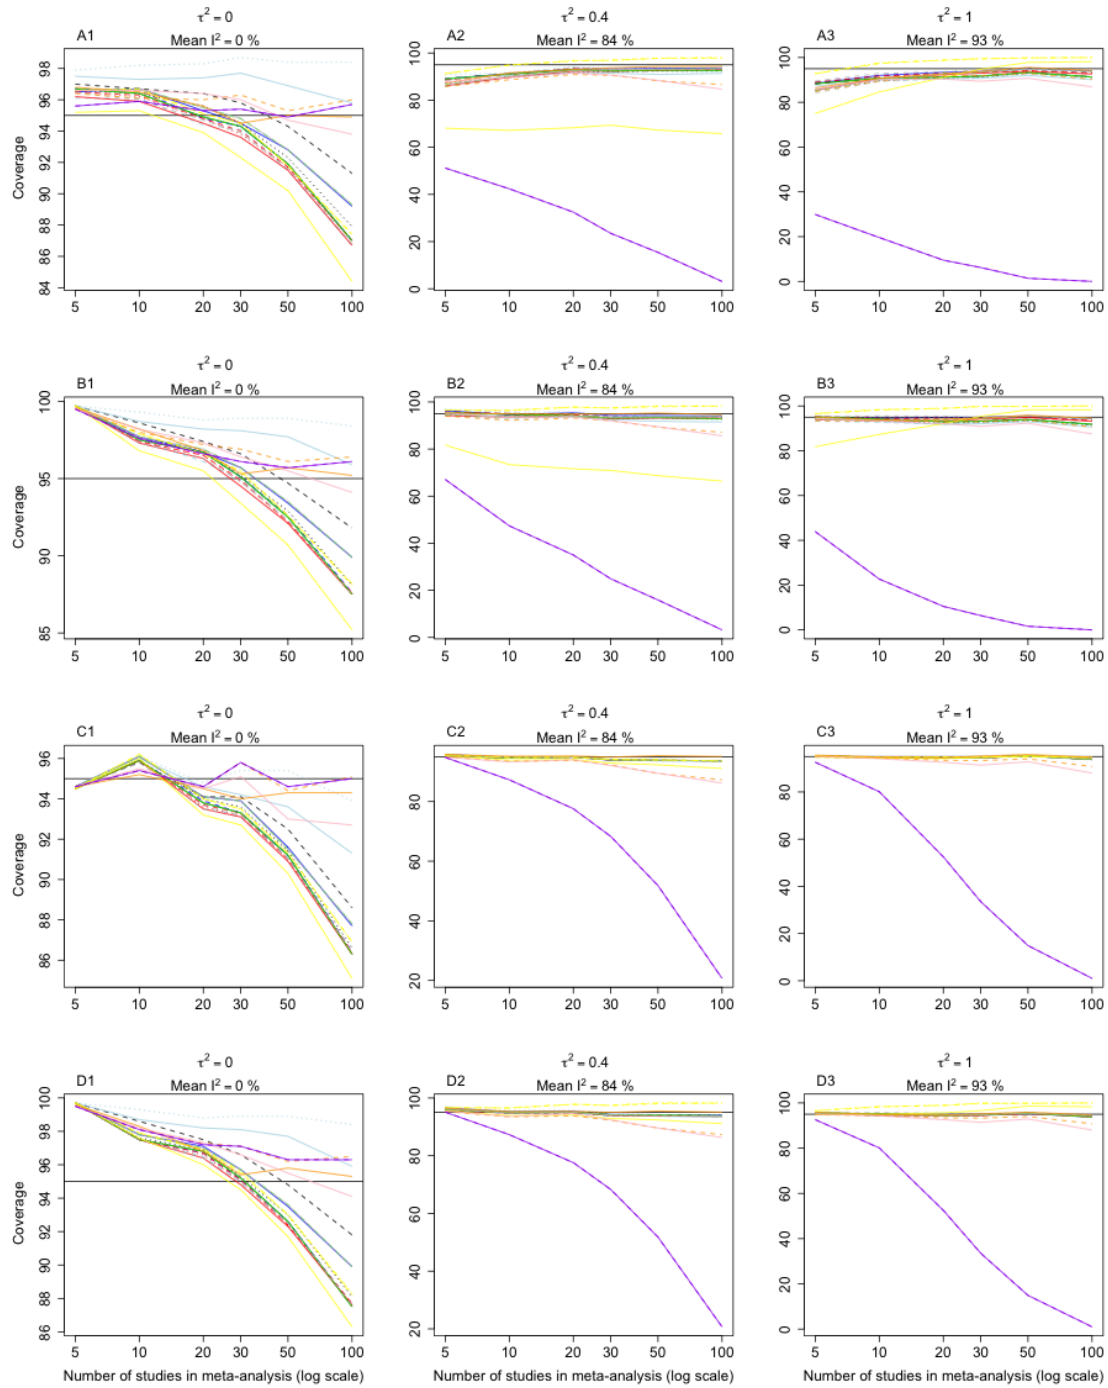 τ² = 0
Mean I² = 0 %
A1
Coverage
98
96
94
92
90
88
86
84
5 10 20 30 50 100
τ² = 0.4
Mean I² = 84 %
A2
100
80
60
40
20
0
5 10 20 30 50 100
τ² = 1
Mean I² = 93 %
A3
100
80
60
40
20
0
5 10 20 30 50 100
τ² = 0
Mean I² = 0 %
B1
Coverage
100
95
90
85
5 10 20 30 50 100
τ² = 0.4
Mean I² = 84 %
B2
100
80
60
40
20
0
5 10 20 30 50 100
τ² = 1
Mean I² = 93 %
B3
100
80
60
40
20
0
5 10 20 30 50 100
τ² = 0
Mean I² = 0 %
C1
Coverage
96
94
92
90
88
86
5 10 20 30 50 100
τ² = 0.4
Mean I² = 84 %
C2
80
60
40
20
5 10 20 30 50 100
τ² = 1
Mean I² = 93 %
C3
80
60
40
20
0
5 10 20 30 50 100
τ² = 0
Mean I² = 0 %
D1
Coverage
100
98
96
94
92
90
88
86
5 10 20 30 50 100
Number of studies in meta-analysis (log scale)
τ² = 0.4
Mean I² = 84 %
D2
100
80
60
40
20
5 10 20 30 50 100
Number of studies in meta-analysis (log scale)
τ² = 1
Mean I² = 93 %
D3
100
80
60
40
20
0
5 10 20 30 50 100
Number of studies in meta-analysis (log scale)